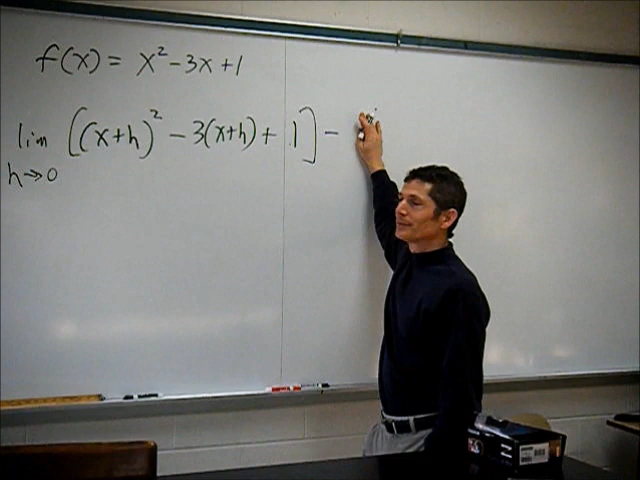 f(x) = x² - 3x + 1
lim [(x+h)² - 3(x+h) + 1] -
h→0